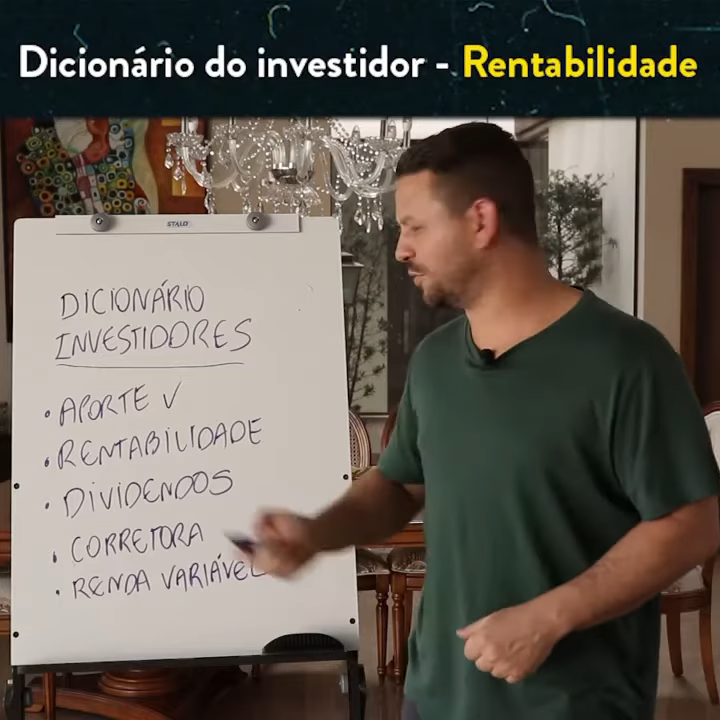 Dicionário do investidor - Rentabilidade
STALO
DICIONÁRIO
INVESTIDORES
• APORTE ✓
• RENTABILIDADE
• DIVIDENDOS
• CORRETORA
• RENDA VARIÁVEL